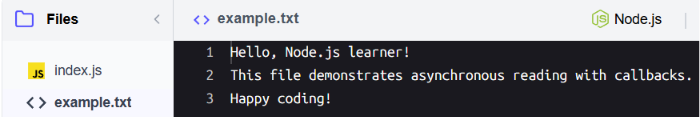 Files
example.txt
Node.js
JS index.js
example.txt
1 Hello, Node.js learner!
2 This file demonstrates asynchronous reading with callbacks.
3 Happy coding!